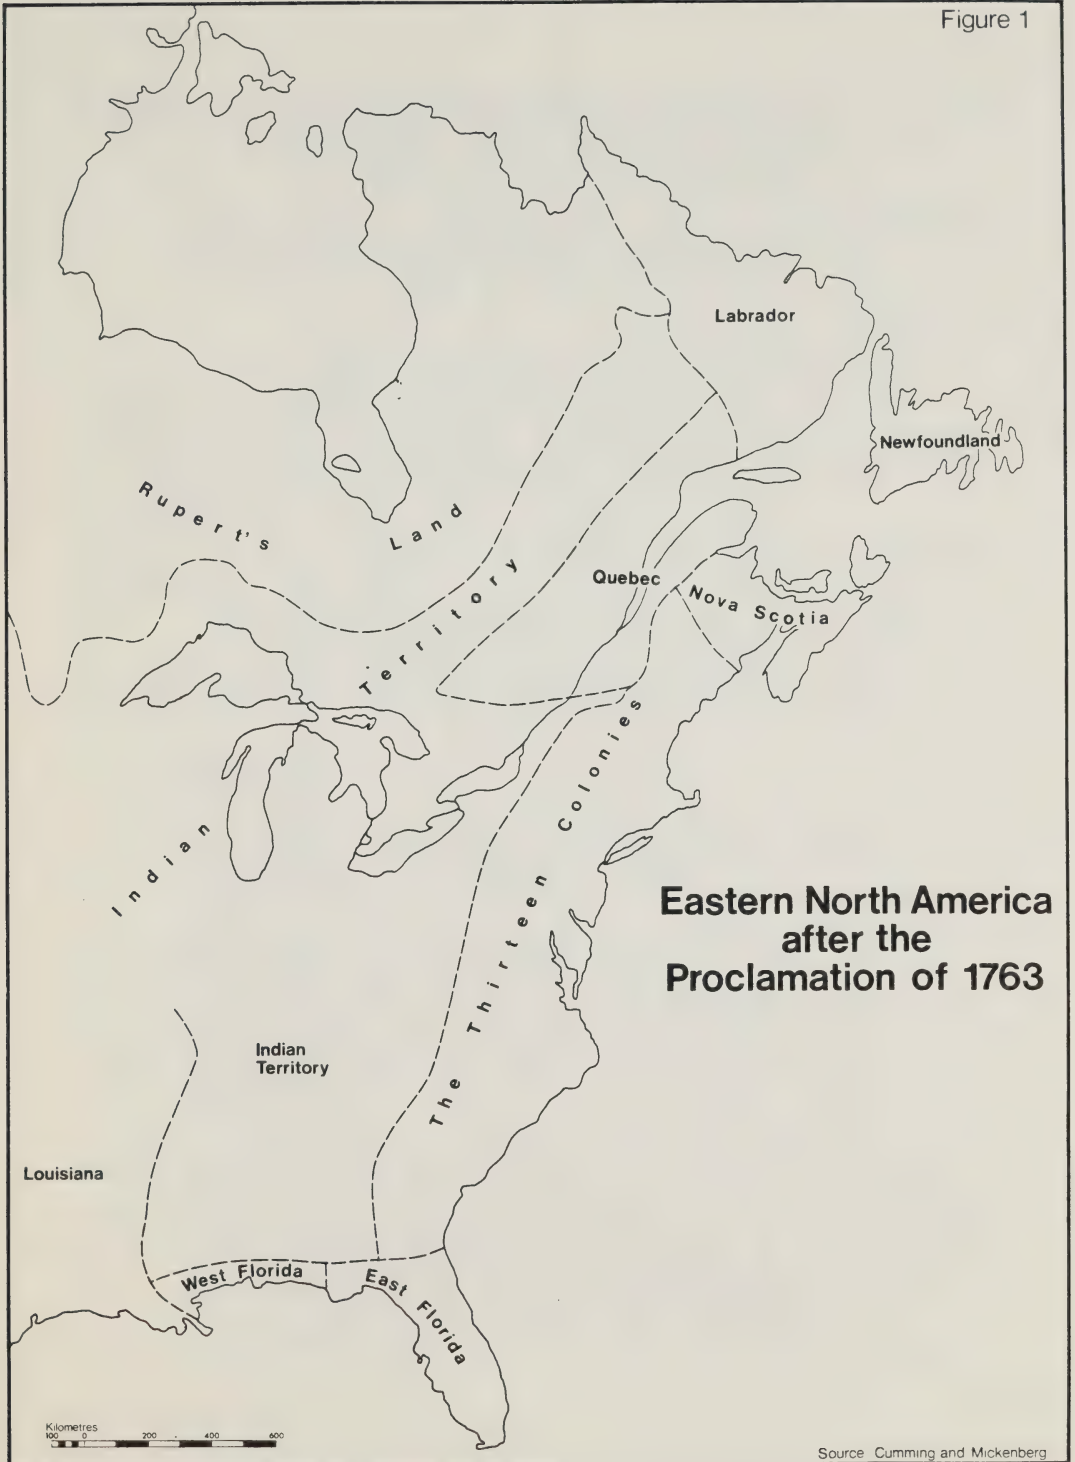 Figure 1
Labrador
Newfoundland
Rupert's Land
Quebec
Nova Scotia
Indian Territory
The Thirteen Colonies
Eastern North America
after the
Proclamation of 1763
Indian
Territory
Louisiana
West Florida
East Florida
Kilometres
100 0 200 400 600
Source Cumming and Mickenberg